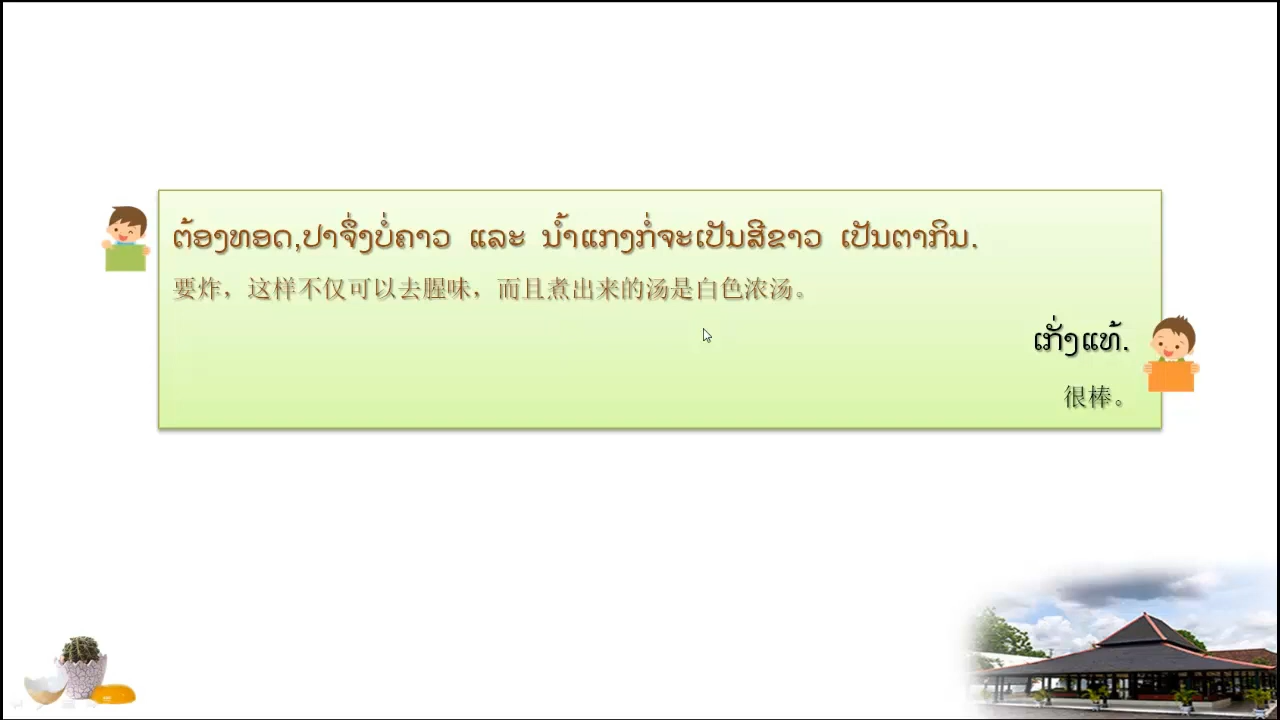 ຕ້ອງທອດ,ປາຈຶ່ງບໍ່ຄາວ ແລະ ນ້ຳແກງກໍ່ຈະເປັນສີຂາວ ເປັນຕາກິນ.
要炸，这样不仅可以去腥味，而且煮出来的汤是白色浓汤。
ເກັ່ງແທ້.
很棒。